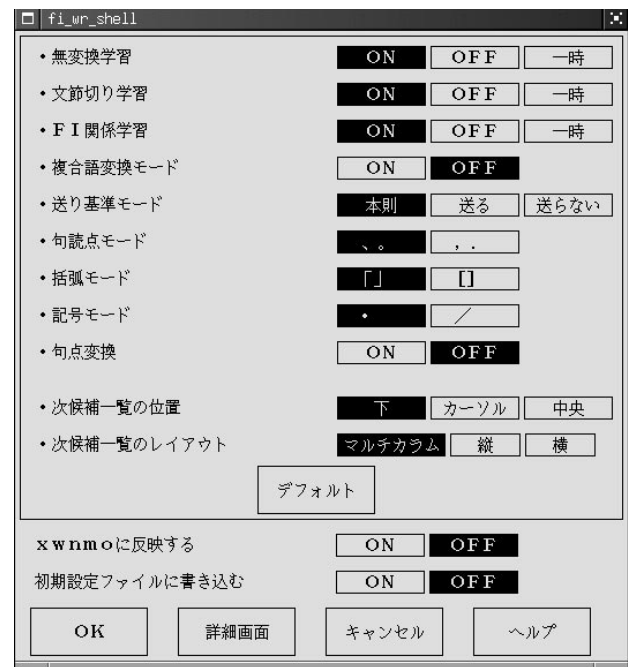 fi_wr_shell
・無変換学習 ON OFF 一時
・文節切り学習 ON OFF 一時
・FI関係学習 ON OFF 一時
・複合語変換モード ON OFF
・送り基準モード 本則 送る 送らない
・句読点モード 、。 ，．
・括弧モード 「」 []
・記号モード ・ ／
・句点変換 ON OFF
・次候補一覧の位置 下 カーソル 中央
・次候補一覧のレイアウト マルチカラム 縦 横
デフォルト
xwnmoに反映する ON OFF
初期設定ファイルに書き込む ON OFF
OK 詳細画面 キャンセル ヘルプ